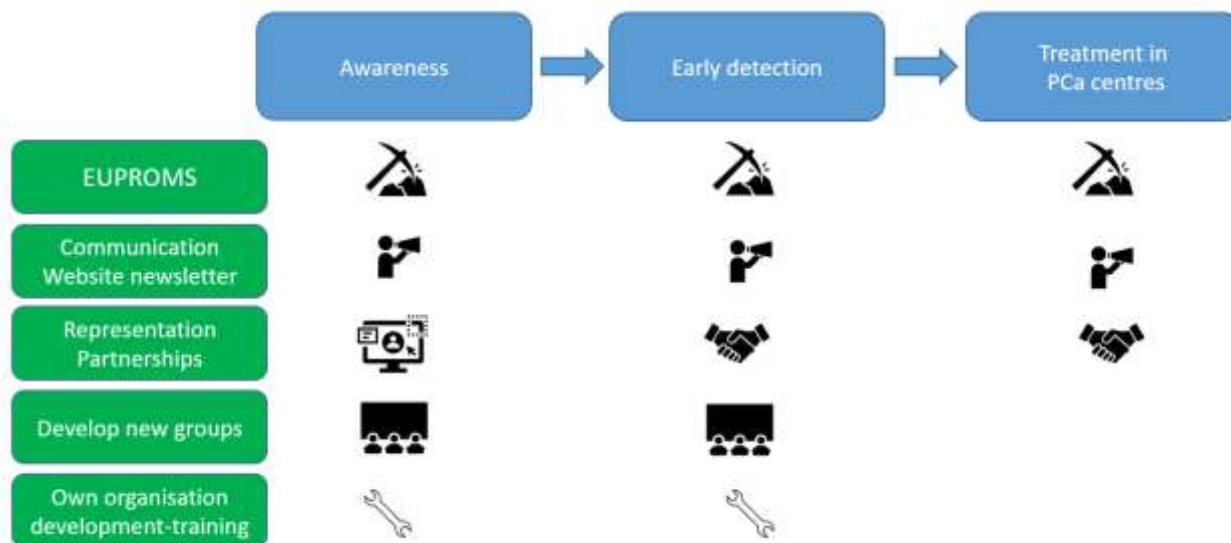 Awareness
Early detection
Treatment in
PCa centres
EUPROMS
Communication
Website newsletter
Representation
Partnerships
Develop new groups
Own organisation
development-training